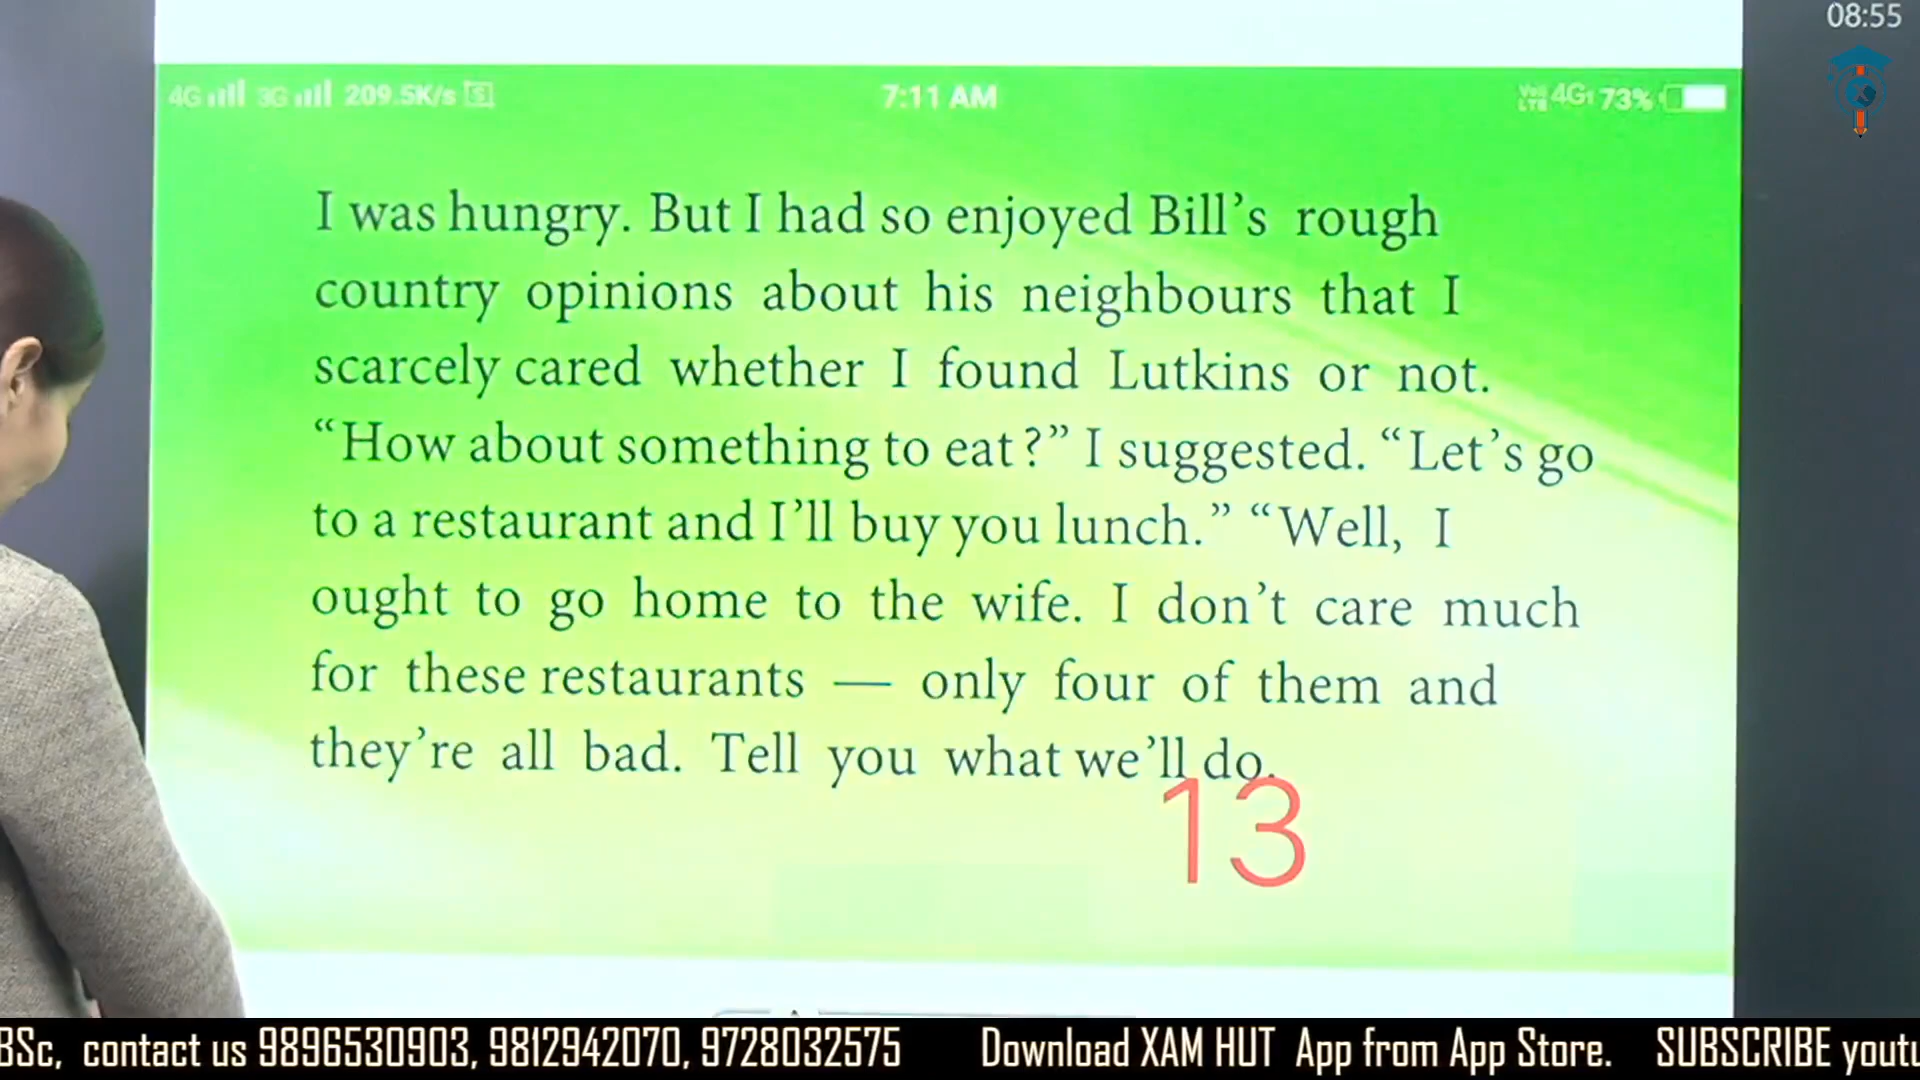 08:55
4G 3G 209.5K/s S 7:11 AM VoLTE 4G 73%
I was hungry. But I had so enjoyed Bill’s rough
country opinions about his neighbours that I
scarcely cared whether I found Lutkins or not.
“How about something to eat?” I suggested. “Let’s go
to a restaurant and I’ll buy you lunch.” “Well, I
ought to go home to the wife. I don’t care much
for these restaurants — only four of them and
they’re all bad. Tell you what we’ll do.
13
BSc, contact us 9896530903, 9812942070, 9728032575 Download XAM HUT App from App Store. SUBSCRIBE youtu